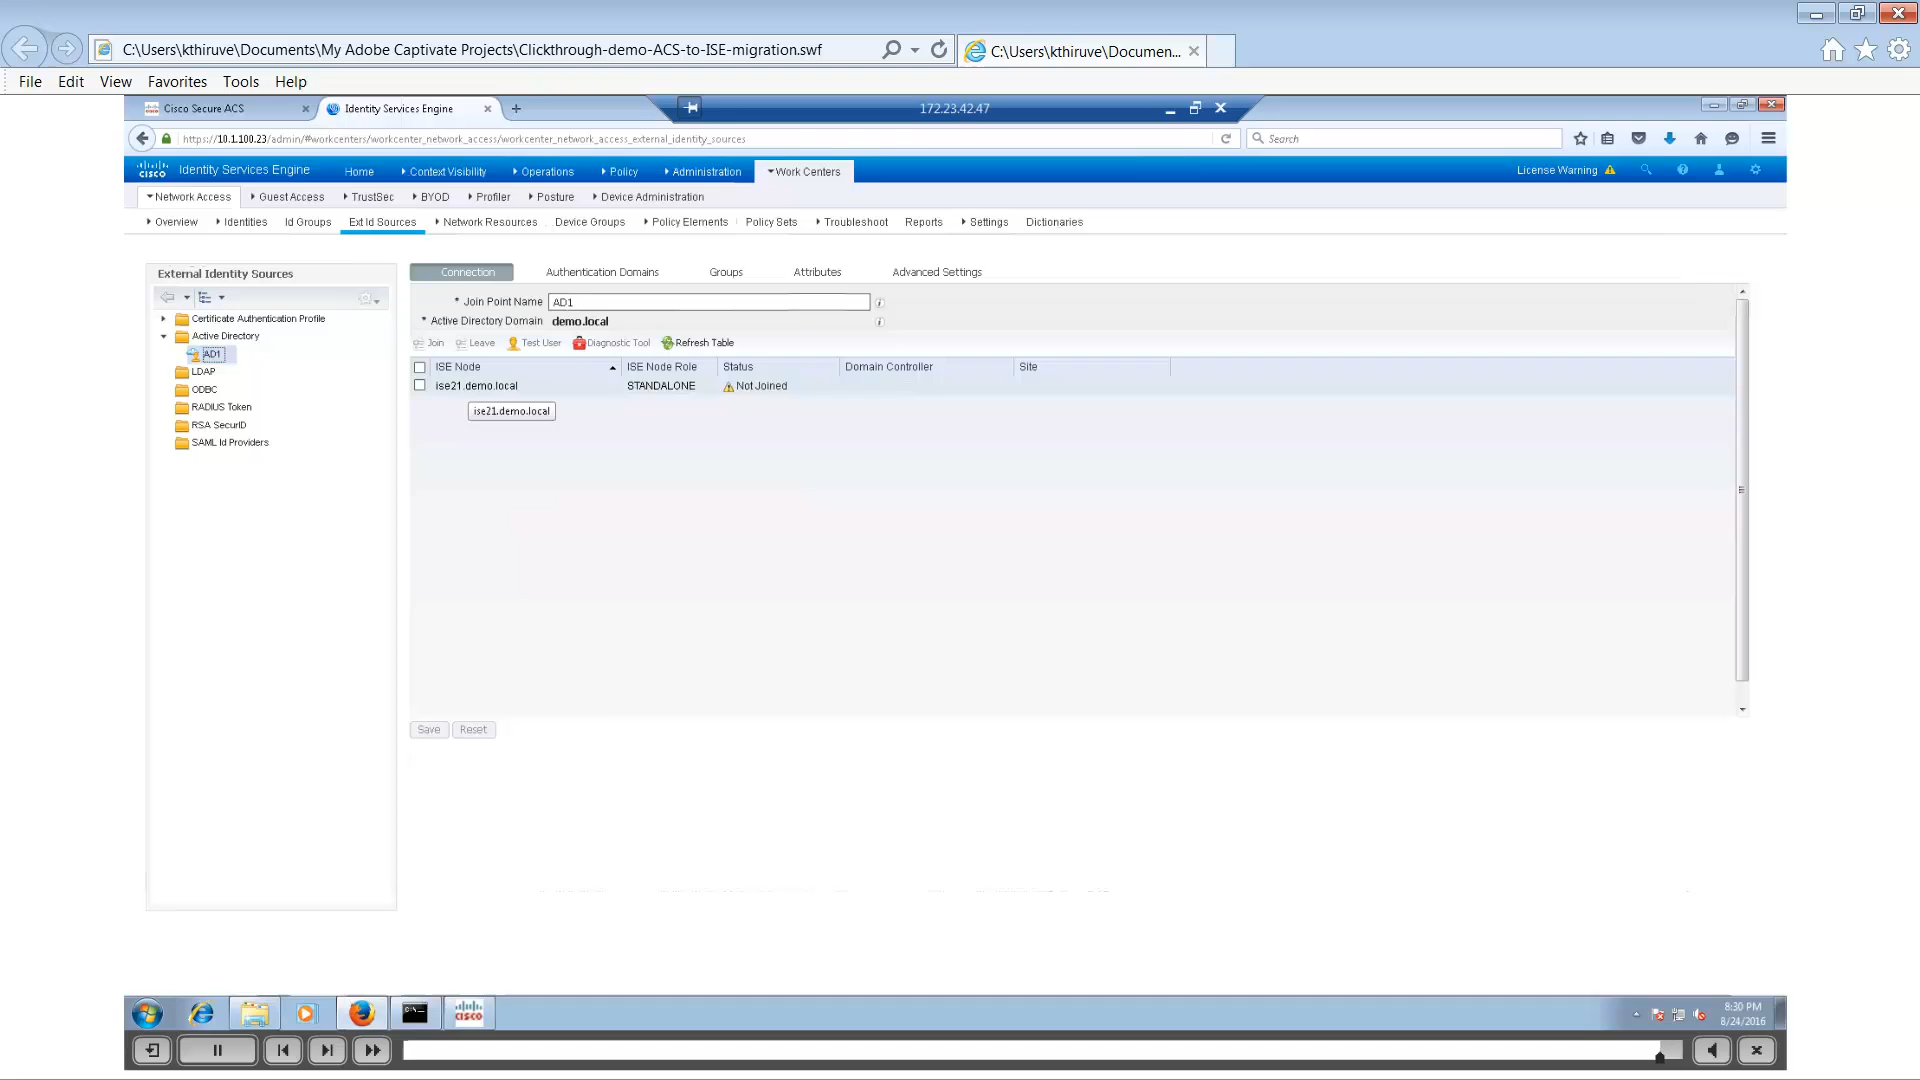 C:\Users\kthiruve\Documents\My Adobe Captivate Projects\Clickthrough-demo-ACS-to-ISE-migration.swf
C:\Users\kthiruve\Documen...
File Edit View Favorites Tools Help
Cisco Secure ACS
Identity Services Engine
172.23.42.47
https://10.1.100.23/admin/#workcenters/workcenter_network_access/workcenter_network_access_external_identity_sources
Search
CISCO Identity Services Engine Home Context Visibility Operations Policy Administration Work Centers License Warning
Network Access Guest Access TrustSec BYOD Profiler Posture Device Administration
Overview Identities Id Groups Ext Id Sources Network Resources Device Groups Policy Elements Policy Sets Troubleshoot Reports Settings Dictionaries
External Identity Sources
Certificate Authentication Profile
Active Directory
AD1
LDAP
ODBC
RADIUS Token
RSA SecurID
SAML Id Providers
Connection Authentication Domains Groups Attributes Advanced Settings
* Join Point Name AD1
* Active Directory Domain demo.local
Join Leave Test User Diagnostic Tool Refresh Table
ISE Node ISE Node Role Status Domain Controller Site
ise21.demo.local STANDALONE Not Joined
ise21.demo.local
Save Reset
CISCO
8:30 PM
8/24/2016